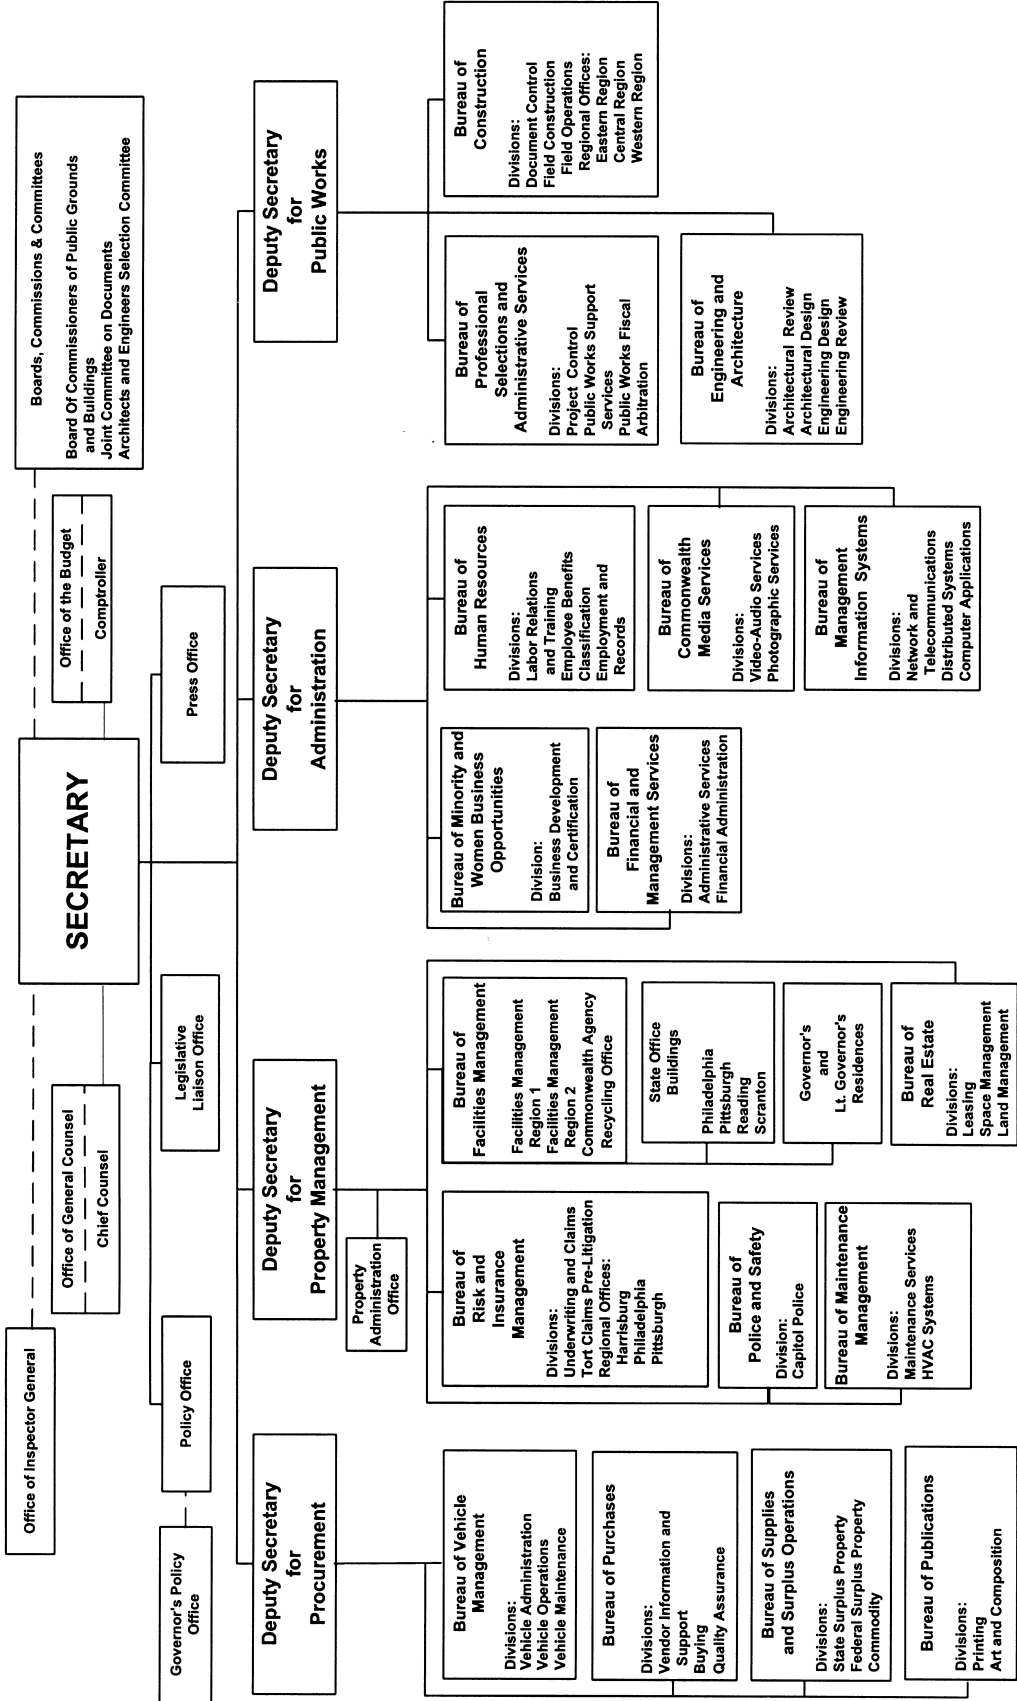 SECRETARY
Office of Inspector General
Office of General Counsel
Chief Counsel
Office of the Budget
Comptroller
Boards, Commissions & Committees
Board Of Commissioners of Public Grounds
and Buildings
Joint Committee on Documents
Architects and Engineers Selection Committee
Governor's Policy
Office
Policy Office
Legislative
Liaison Office
Press Office
Deputy Secretary
for
Procurement
Bureau of Vehicle
Management
Divisions:
Vehicle Administration
Vehicle Operations
Vehicle Maintenance
Bureau of Purchases
Divisions:
Vendor Information and
Support
Buying
Quality Assurance
Bureau of Supplies
and Surplus Operations
Divisions:
State Surplus Property
Federal Surplus Property
Commodity
Bureau of Publications
Divisions:
Printing
Art and Composition
Deputy Secretary
for
Property Management
Property
Administration
Office
Bureau of
Risk and
Insurance
Management
Divisions:
Underwriting and Claims
Tort Claims Pre-Litigation
Regional Offices:
Harrisburg
Philadelphia
Pittsburgh
Bureau of
Police and Safety
Division:
Capitol Police
Bureau of Maintenance
Management
Divisions:
Maintenance Services
HVAC Systems
Bureau of
Facilities Management
Facilities Management
Region 1
Facilities Management
Region 2
Commonwealth Agency
Recycling Office
State Office
Buildings
Philadelphia
Pittsburgh
Reading
Scranton
Governor's
and
Lt. Governor's
Residences
Bureau of
Real Estate
Divisions:
Leasing
Space Management
Land Management
Deputy Secretary
for
Administration
Bureau of Minority and
Women Business
Opportunities
Division:
Business Development
and Certification
Bureau of
Financial and
Management Services
Divisions:
Administrative Services
Financial Administration
Bureau of
Human Resources
Divisions:
Labor Relations
and Training
Employee Benefits
Classification
Employment and
Records
Bureau of
Commonwealth
Media Services
Divisions:
Video-Audio Services
Photographic Services
Bureau of
Management
Information Systems
Divisions:
Network and
Telecommunications
Distributed Systems
Computer Applications
Deputy Secretary
for
Public Works
Bureau of
Professional
Selections and
Administrative Services
Divisions:
Project Control
Public Works Support
Services
Public Works Fiscal
Arbitration
Bureau of
Construction
Divisions:
Document Control
Field Construction
Field Operations
Regional Offices:
Eastern Region
Central Region
Western Region
Bureau of
Engineering and
Architecture
Divisions:
Architectural Review
Architectural Design
Engineering Design
Engineering Review